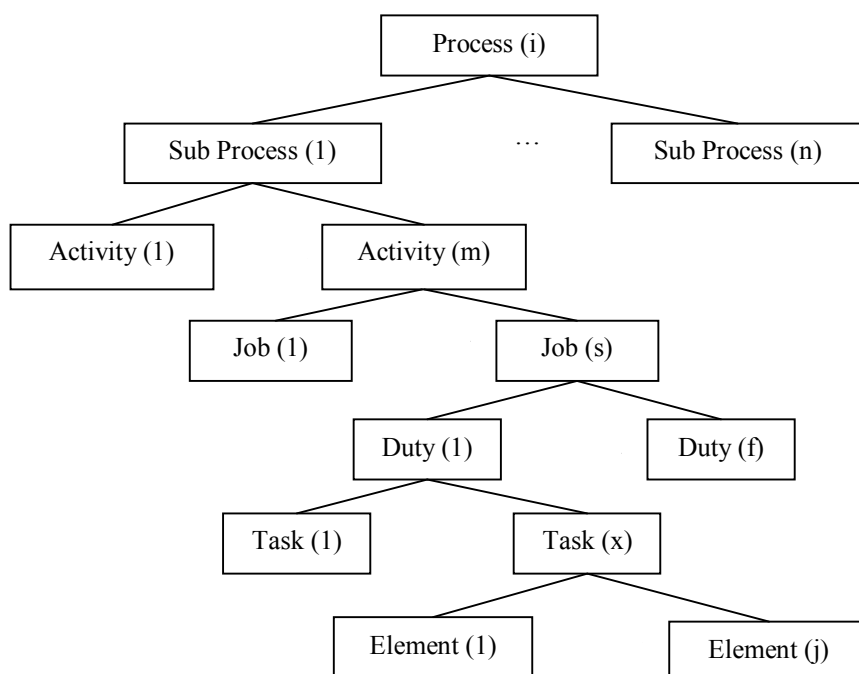 Process (i)
Sub Process (1)
…
Sub Process (n)
Activity (1)
Activity (m)
Job (1)
Job (s)
Duty (1)
Duty (f)
Task (1)
Task (x)
Element (1)
Element (j)